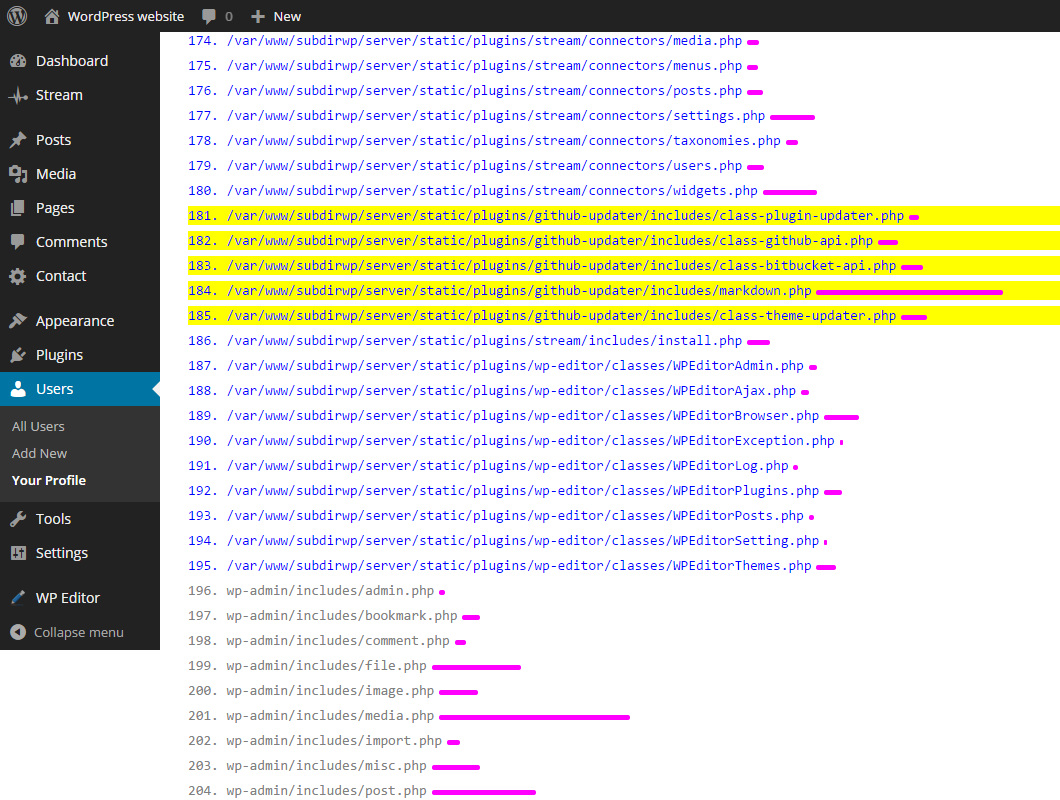 WordPress website 0 New
Dashboard
Stream
Posts
Media
Pages
Comments
Contact
Appearance
Plugins
Users
All Users
Add New
Your Profile
Tools
Settings
WP Editor
Collapse menu
174. /var/www/subdirwp/server/static/plugins/stream/connectors/media.php
175. /var/www/subdirwp/server/static/plugins/stream/connectors/menus.php
176. /var/www/subdirwp/server/static/plugins/stream/connectors/posts.php
177. /var/www/subdirwp/server/static/plugins/stream/connectors/settings.php
178. /var/www/subdirwp/server/static/plugins/stream/connectors/taxonomies.php
179. /var/www/subdirwp/server/static/plugins/stream/connectors/users.php
180. /var/www/subdirwp/server/static/plugins/stream/connectors/widgets.php
181. /var/www/subdirwp/server/static/plugins/github-updater/includes/class-plugin-updater.php
182. /var/www/subdirwp/server/static/plugins/github-updater/includes/class-github-api.php
183. /var/www/subdirwp/server/static/plugins/github-updater/includes/class-bitbucket-api.php
184. /var/www/subdirwp/server/static/plugins/github-updater/includes/markdown.php
185. /var/www/subdirwp/server/static/plugins/github-updater/includes/class-theme-updater.php
186. /var/www/subdirwp/server/static/plugins/stream/includes/install.php
187. /var/www/subdirwp/server/static/plugins/wp-editor/classes/WPEditorAdmin.php
188. /var/www/subdirwp/server/static/plugins/wp-editor/classes/WPEditorAjax.php
189. /var/www/subdirwp/server/static/plugins/wp-editor/classes/WPEditorBrowser.php
190. /var/www/subdirwp/server/static/plugins/wp-editor/classes/WPEditorException.php
191. /var/www/subdirwp/server/static/plugins/wp-editor/classes/WPEditorLog.php
192. /var/www/subdirwp/server/static/plugins/wp-editor/classes/WPEditorPlugins.php
193. /var/www/subdirwp/server/static/plugins/wp-editor/classes/WPEditorPosts.php
194. /var/www/subdirwp/server/static/plugins/wp-editor/classes/WPEditorSetting.php
195. /var/www/subdirwp/server/static/plugins/wp-editor/classes/WPEditorThemes.php
196. wp-admin/includes/admin.php
197. wp-admin/includes/bookmark.php
198. wp-admin/includes/comment.php
199. wp-admin/includes/file.php
200. wp-admin/includes/image.php
201. wp-admin/includes/media.php
202. wp-admin/includes/import.php
203. wp-admin/includes/misc.php
204. wp-admin/includes/post.php